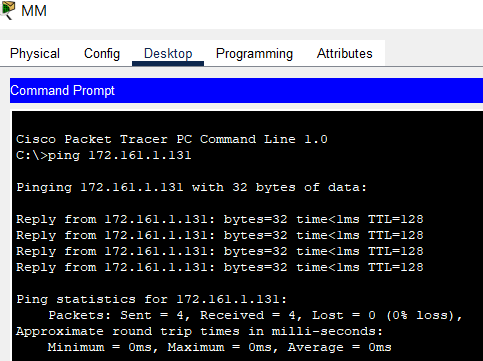 MM
Physical Config Desktop Programming Attributes
Command Prompt
Cisco Packet Tracer PC Command Line 1.0
C:\>ping 172.161.1.131
Pinging 172.161.1.131 with 32 bytes of data:
Reply from 172.161.1.131: bytes=32 time<1ms TTL=128
Reply from 172.161.1.131: bytes=32 time<1ms TTL=128
Reply from 172.161.1.131: bytes=32 time<1ms TTL=128
Reply from 172.161.1.131: bytes=32 time<1ms TTL=128
Ping statistics for 172.161.1.131:
Packets: Sent = 4, Received = 4, Lost = 0 (0% loss),
Approximate round trip times in milli-seconds:
Minimum = 0ms, Maximum = 0ms, Average = 0ms